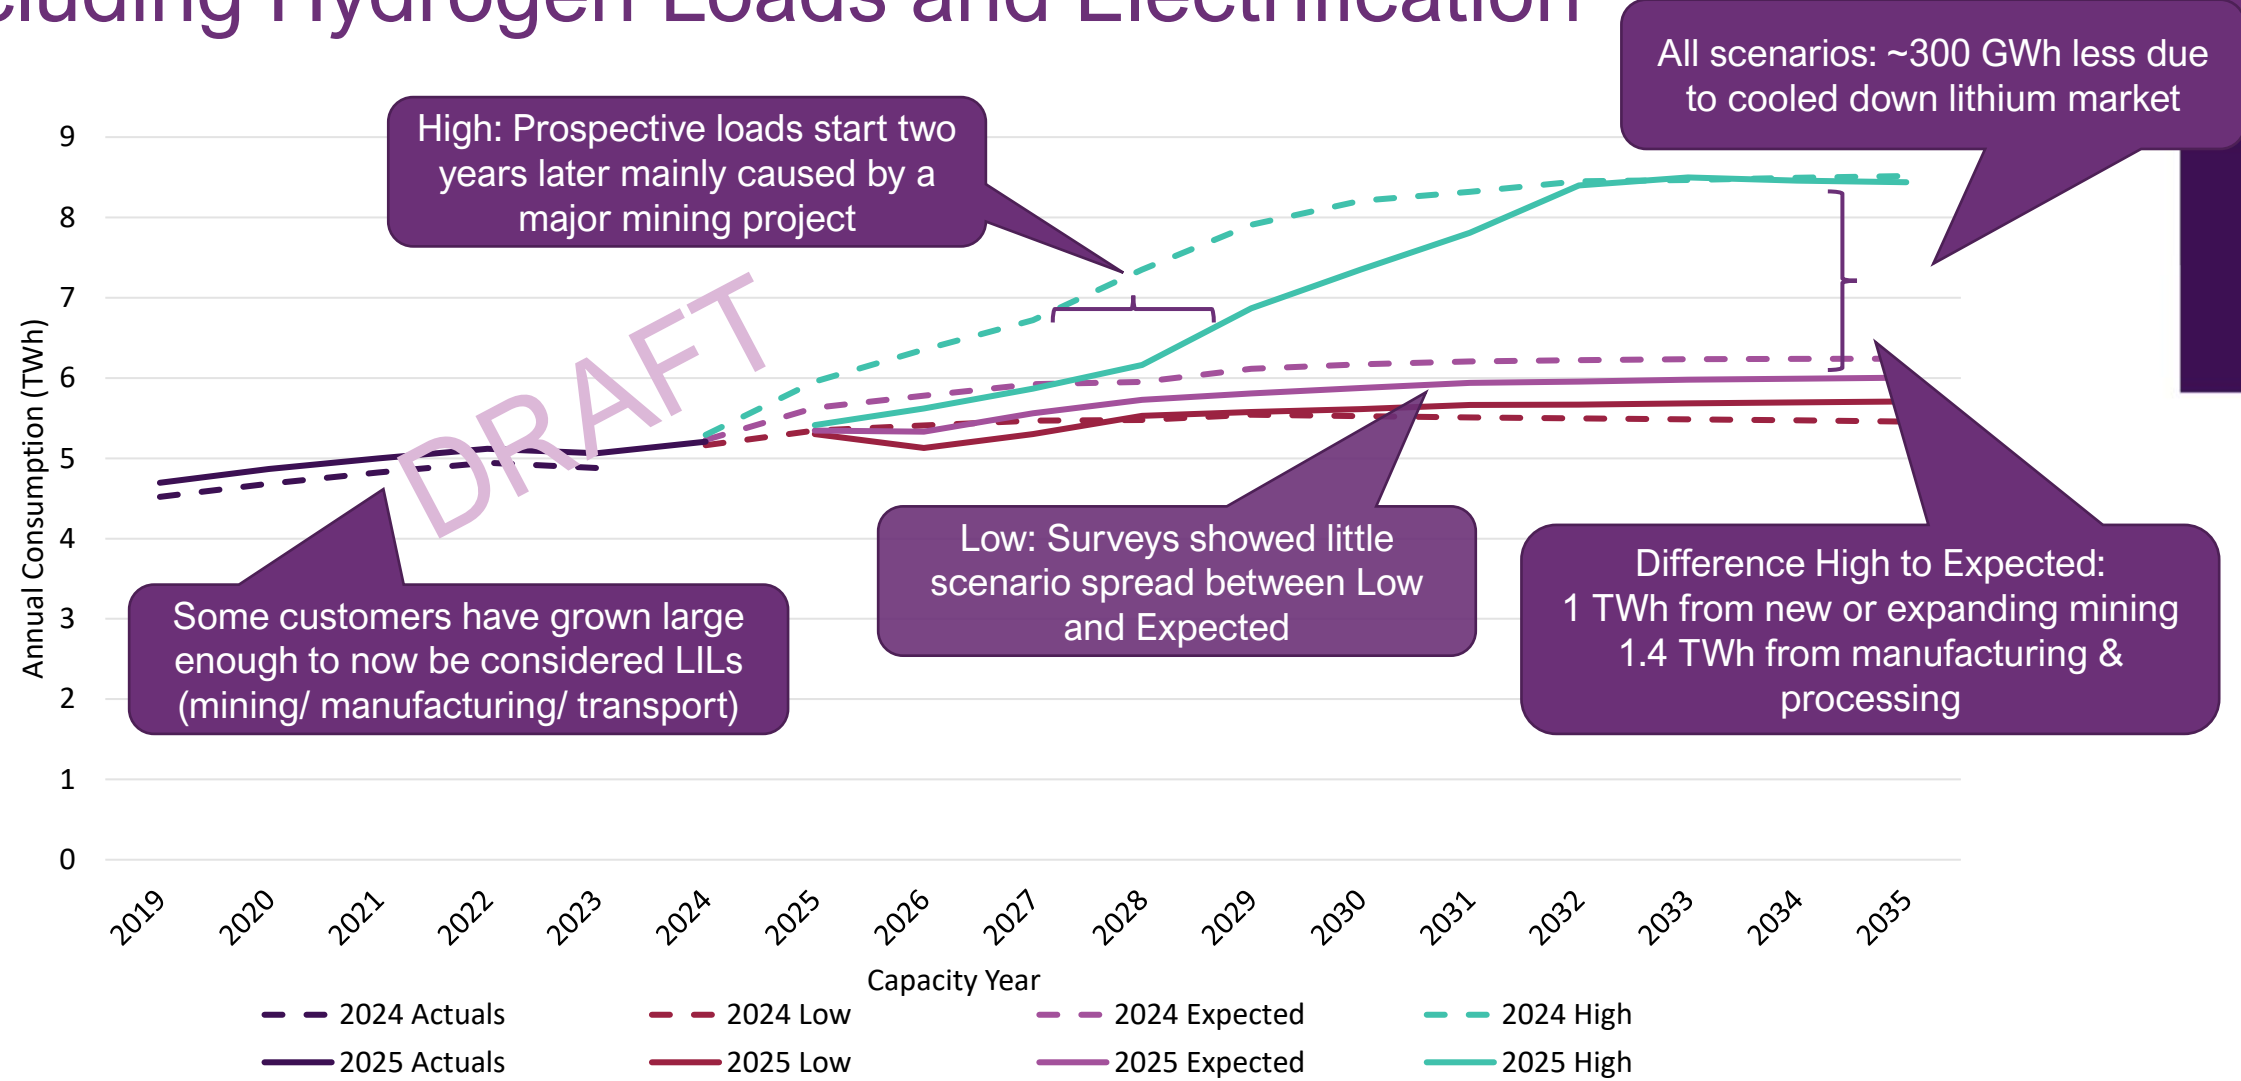 cluding Hydrogen Loads and Electrification
All scenarios: ~300 GWh less due
to cooled down lithium market
High: Prospective loads start two
years later mainly caused by a
major mining project
9
8
7
6
5
4
3
2
1
0
Annual Consumption (TWh)
DRAFT
Low: Surveys showed little
scenario spread between Low
and Expected
Difference High to Expected:
1 TWh from new or expanding mining
1.4 TWh from manufacturing &
processing
Some customers have grown large
enough to now be considered LILs
(mining/ manufacturing/ transport)
2019 2020 2021 2022 2023 2024 2025 2026 2027 2028 2029 2030 2031 2032 2033 2034 2035
Capacity Year
2024 Actuals 2024 Low 2024 Expected 2024 High
2025 Actuals 2025 Low 2025 Expected 2025 High